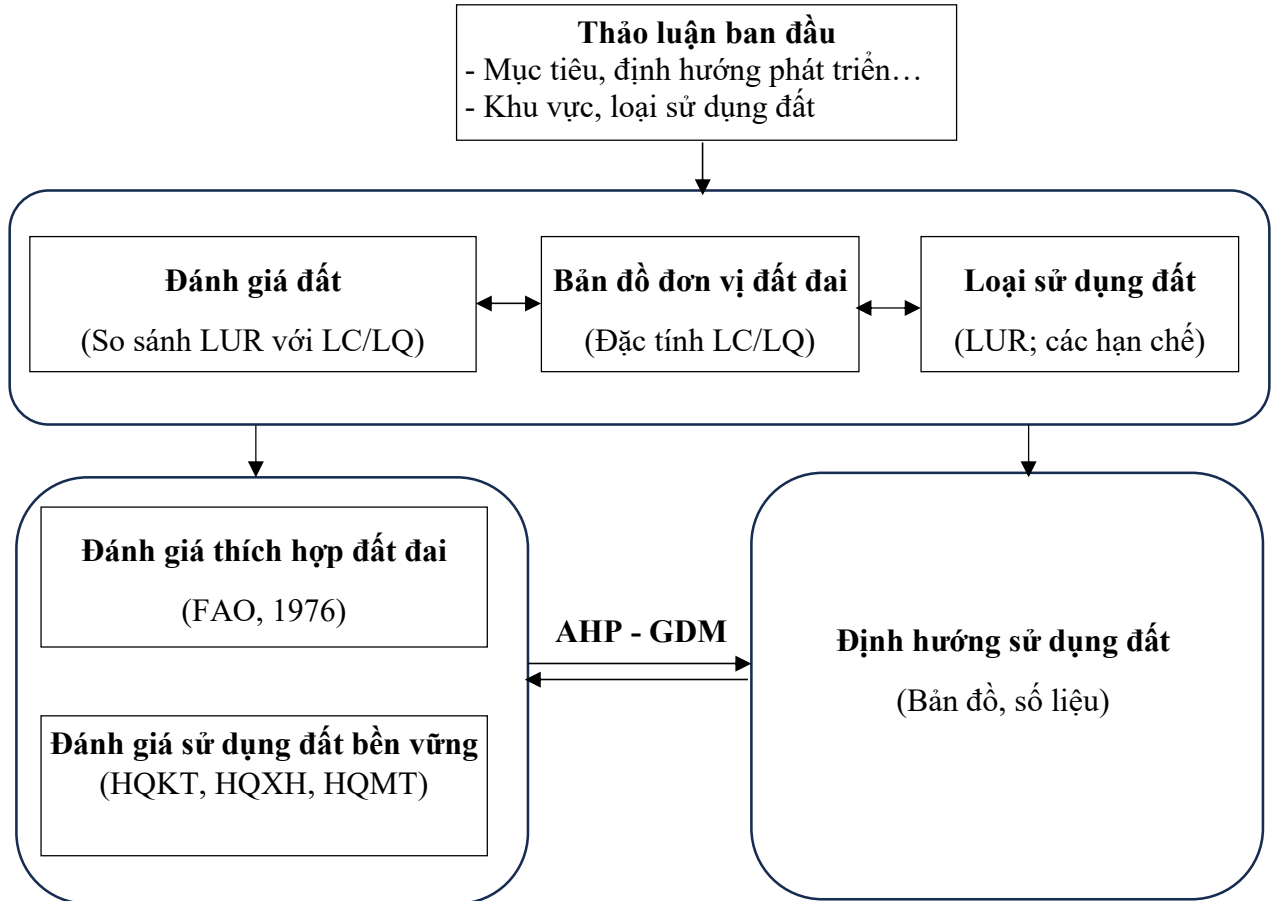 Thảo luận ban đầu
- Mục tiêu, định hướng phát triển…
- Khu vực, loại sử dụng đất
Đánh giá đất
(So sánh LUR với LC/LQ)
Bản đồ đơn vị đất đai
(Đặc tính LC/LQ)
Loại sử dụng đất
(LUR; các hạn chế)
Đánh giá thích hợp đất đai
(FAO, 1976)
Đánh giá sử dụng đất bền vững
(HQKT, HQXH, HQMT)
AHP - GDM
Định hướng sử dụng đất
(Bản đồ, số liệu)